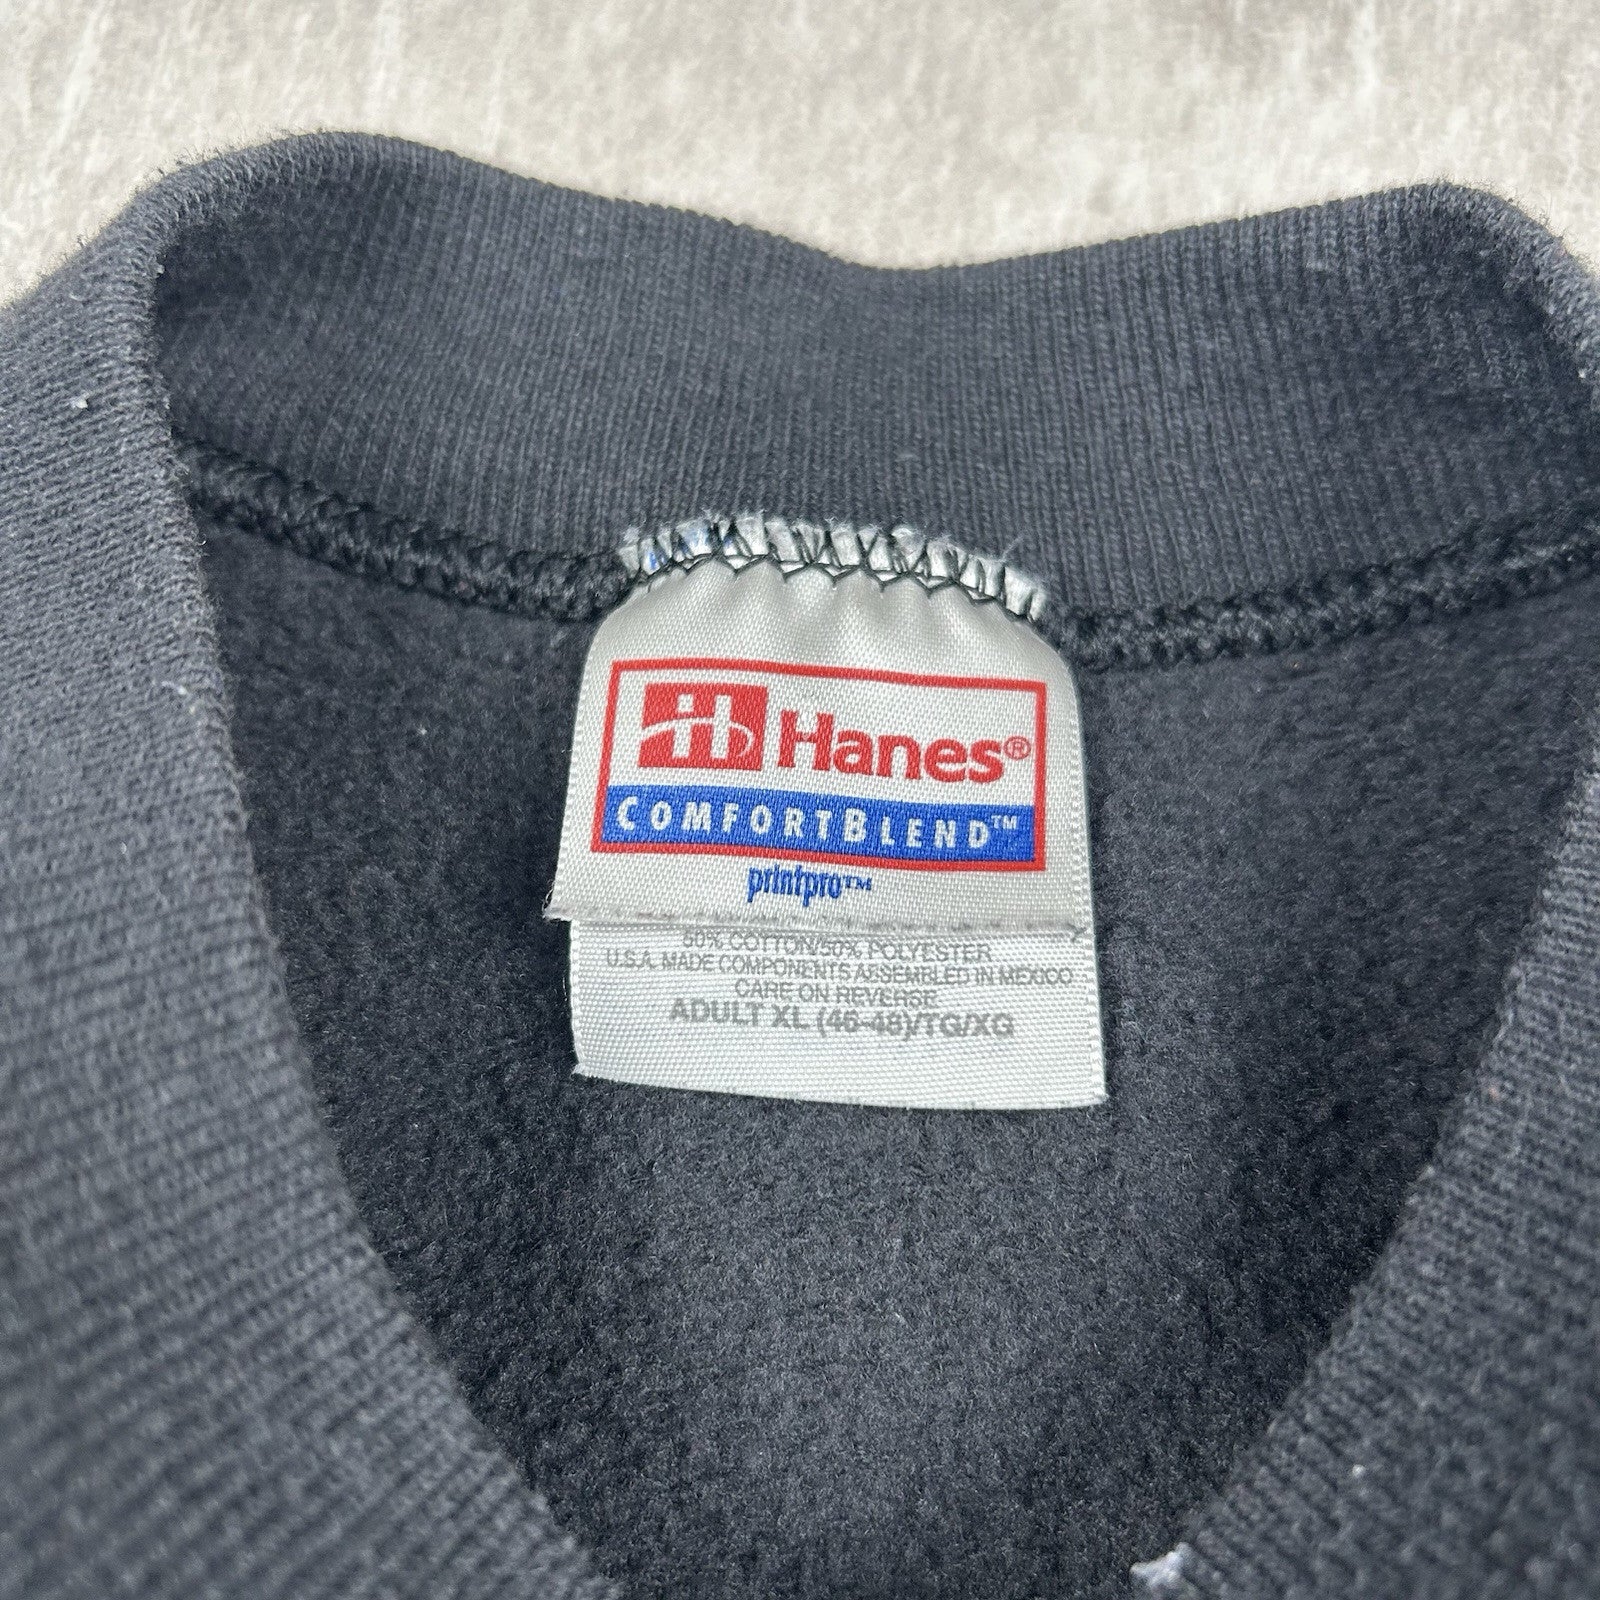 Hanes®
COMFORTBLEND™
printpro™
50% COTTON/50% POLYESTER
U.S.A. MADE COMPONENTS ASSEMBLED IN MEXICO
CARE ON REVERSE
ADULT XL (46-48)/TG/XG